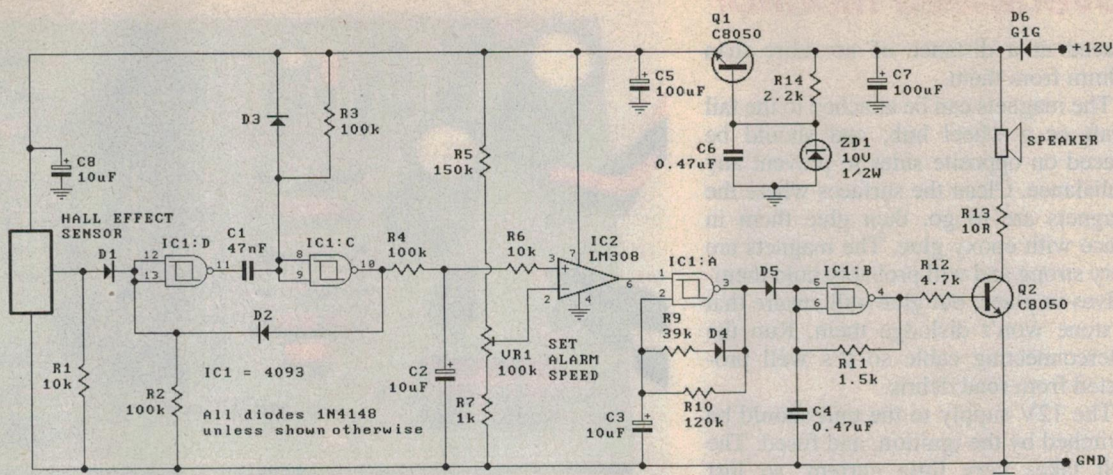 Q1
C8050
D6
G1G
+12V
C5
100uF
R14
2.2k
C7
100uF
D3
R3
100k
R5
150k
C6
0.47uF
ZD1
10V
1/2W
SPEAKER
C8
10uF
HALL EFFECT
SENSOR
D1
IC1:D
12
13
11
C1
47nF
IC1:C
8
9
10
R4
100k
R6
10k
IC2
LM308
3
7
2
4
6
IC1:A
1
2
3
D5
IC1:B
5
6
4
R12
4.7k
R13
10R
Q2
C8050
D2
R1
10k
R2
100k
IC1 = 4093
All diodes 1N4148
unless shown otherwise
C2
10uF
VR1
100k
SET
ALARM
SPEED
R7
1k
R9
39k
D4
R10
120k
C3
10uF
R11
1.5k
C4
0.47uF
GND